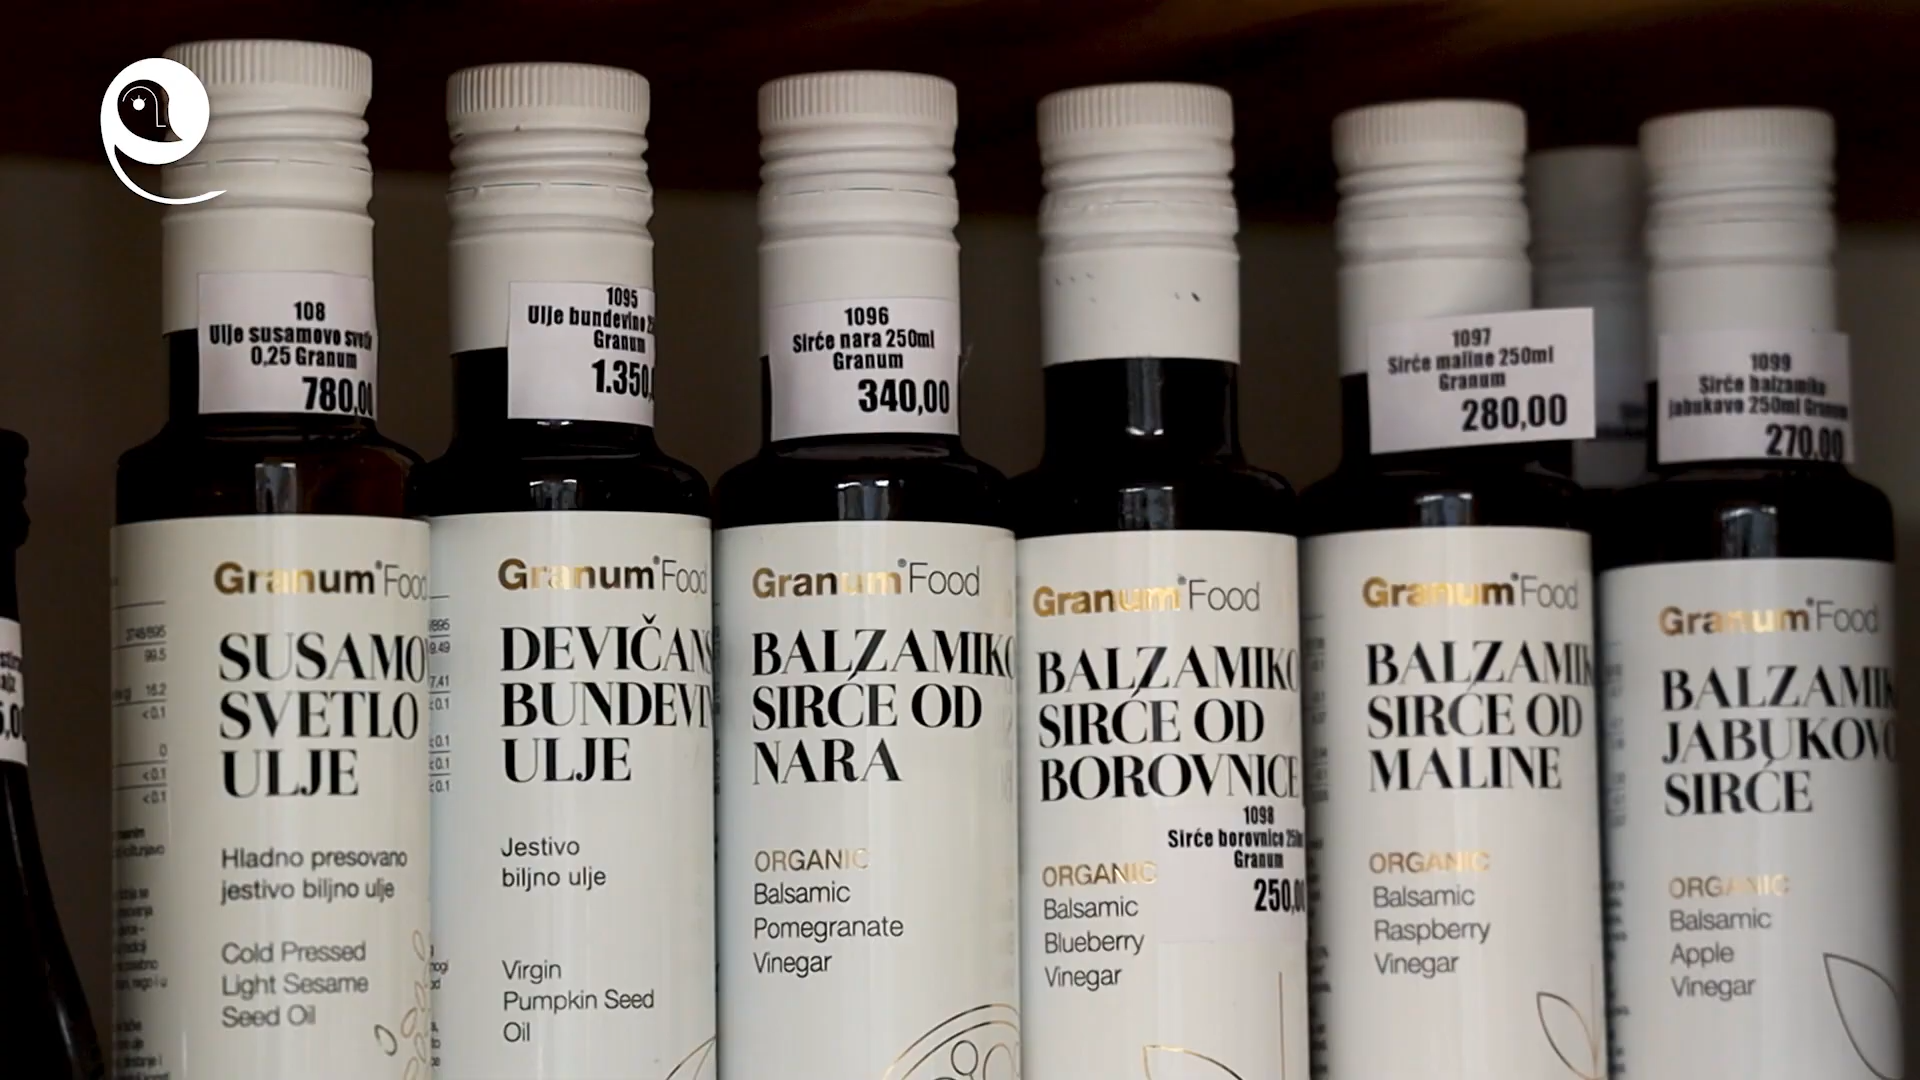 108
Ulje susamovo svetlo
0,25 Granum
780,00
Granum Food
SUSAMO
SVETLO
ULJE
Hladno presovano
jestivo biljno ulje
Cold Pressed
Light Sesame
Seed Oil
1095
Ulje bundevino
Granum
1.350,
Granum Food
DEVIČANS
BUNDEVI
ULJE
Jestivo
biljno ulje
Virgin
Pumpkin Seed
Oil
1096
Sirće nara 250ml
Granum
340,00
Granum Food
BALZAMIKO
SIRĆE OD
NARA
ORGANIC
Balsamic
Pomegranate
Vinegar
Granum Food
BALZAMIKO
SIRĆE OD
BOROVNICE
1098
Sirće borovnice 250ml
Granum
250,00
ORGANIC
Balsamic
Blueberry
Vinegar
1097
Sirće maline 250ml
Granum
280,00
Granum Food
BALZAMIK
SIRĆE OD
MALINE
ORGANIC
Balsamic
Raspberry
Vinegar
1099
Sirće balzamiko
jabukovo 250ml Granum
270,00
Granum Food
BALZAMIK
JABUKOVO
SIRĆE
ORGANIC
Balsamic
Apple
Vinegar